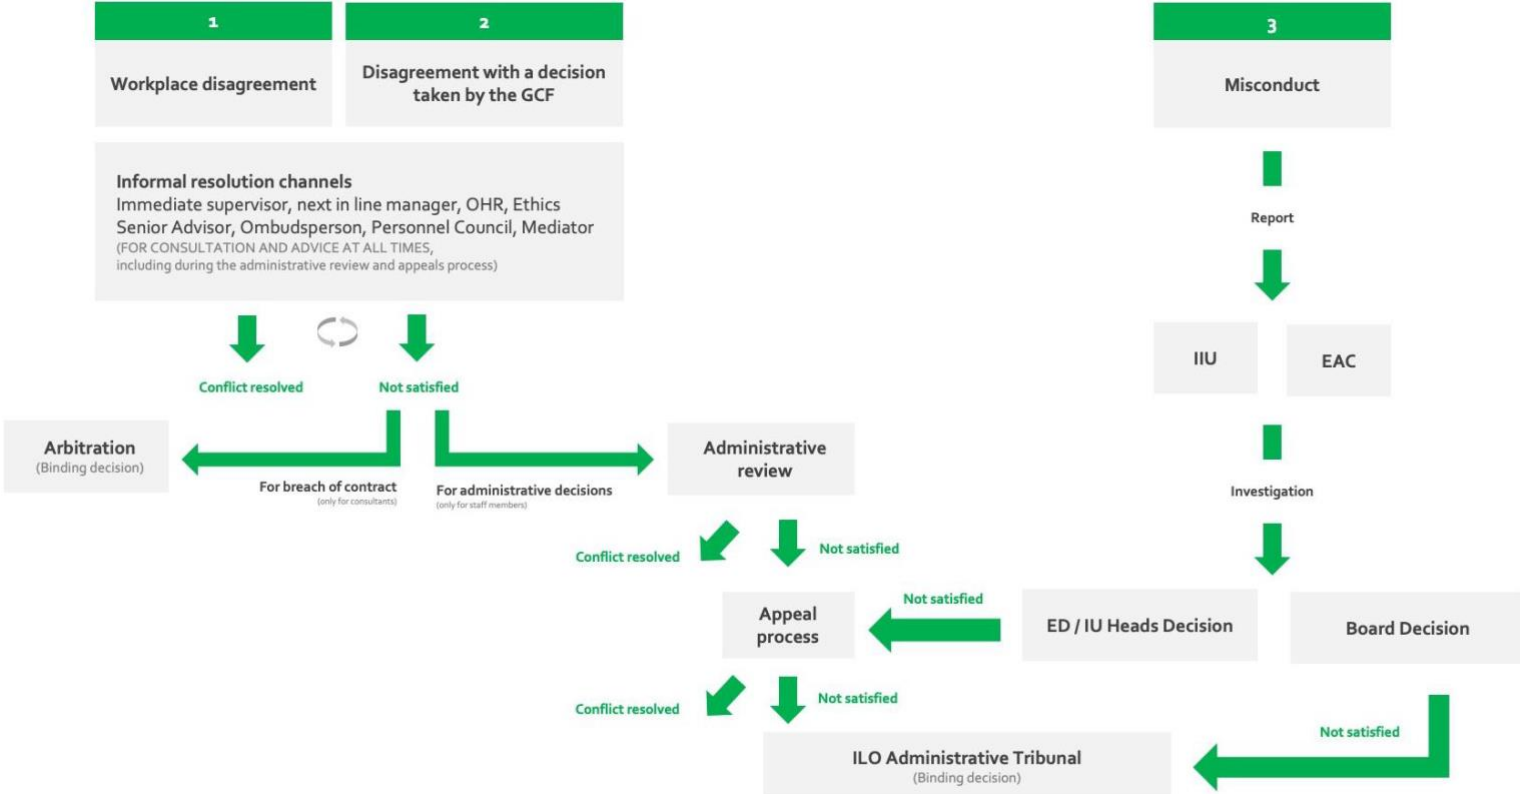 1
2
3
Workplace disagreement
Disagreement with a decision
taken by the GCF
Misconduct
Informal resolution channels
Immediate supervisor, next in line manager, OHR, Ethics
Senior Advisor, Ombudsperson, Personnel Council, Mediator
(FOR CONSULTATION AND ADVICE AT ALL TIMES,
including during the administrative review and appeals process)
Report
IIU
EAC
Conflict resolved
Not satisfied
Arbitration
(Binding decision)
For breach of contract
(only for consultants)
For administrative decisions
(only for staff members)
Administrative
review
Investigation
Conflict resolved
Not satisfied
Appeal
process
Not satisfied
ED / IU Heads Decision
Board Decision
Conflict resolved
Not satisfied
Not satisfied
ILO Administrative Tribunal
(Binding decision)